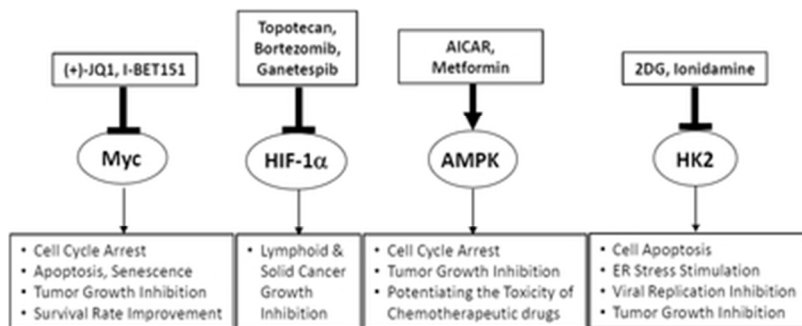 (+)-JQ1, I-BET151
Topotecan,
Bortezomib,
Ganetespib
AICAR,
Metformin
2DG, Ionidamine
Myc
HIF-1α
AMPK
HK2
• Cell Cycle Arrest
• Apoptosis, Senescence
• Tumor Growth Inhibition
• Survival Rate Improvement
• Lymphoid &
Solid Cancer
Growth
Inhibition
• Cell Cycle Arrest
• Tumor Growth Inhibition
• Potentiating the Toxicity of
Chemotherapeutic drugs
• Cell Apoptosis
• ER Stress Stimulation
• Viral Replication Inhibition
• Tumor Growth Inhibition